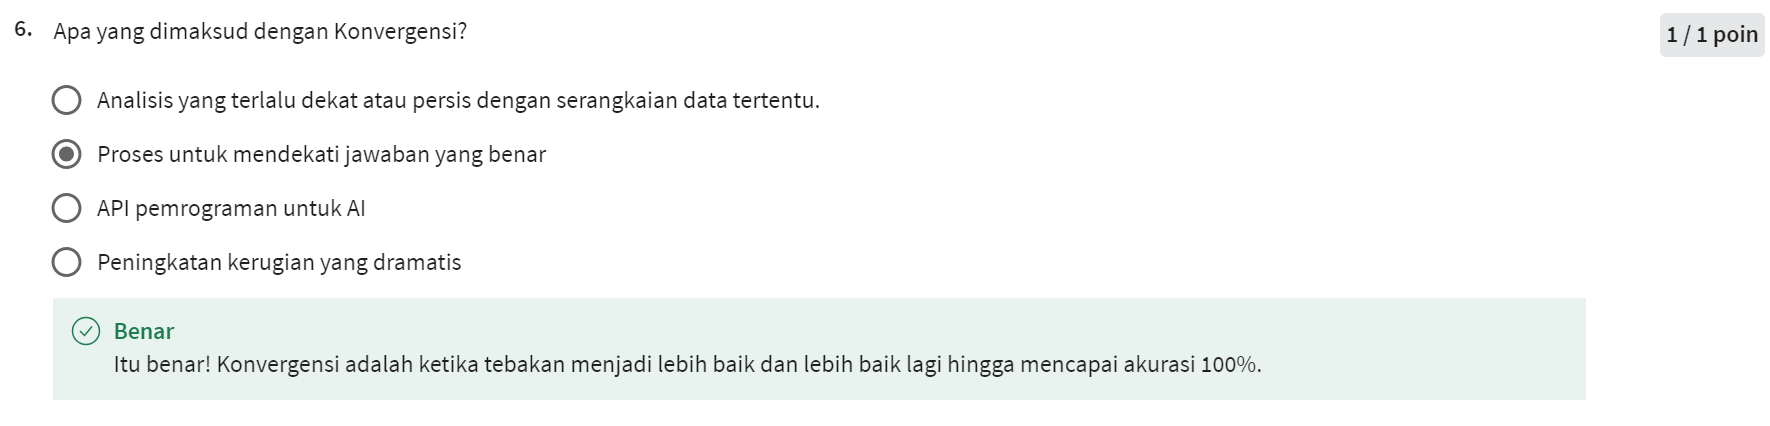 6. Apa yang dimaksud dengan Konvergensi?
1 / 1 poin
Analisis yang terlalu dekat atau persis dengan serangkaian data tertentu.
Proses untuk mendekati jawaban yang benar
API pemrograman untuk AI
Peningkatan kerugian yang dramatis
Benar
Itu benar! Konvergensi adalah ketika tebakan menjadi lebih baik dan lebih baik lagi hingga mencapai akurasi 100%.